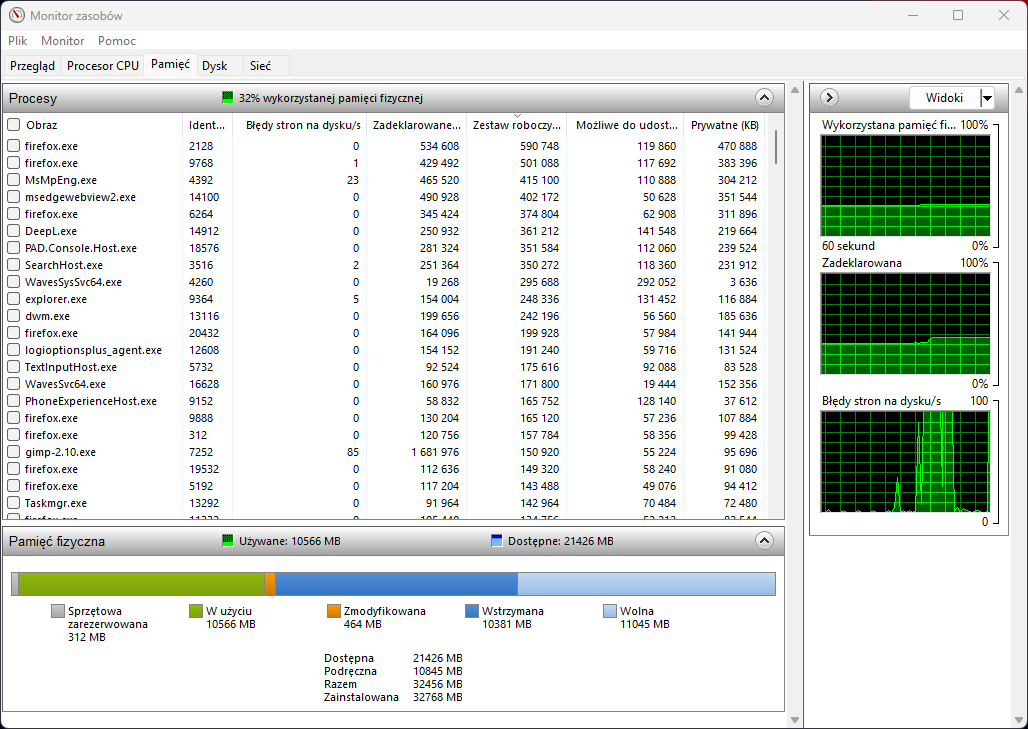 Monitor zasobów
Plik Monitor Pomoc
Przegląd Procesor CPU Pamięć Dysk Sieć
Procesy 32% wykorzystanej pamięci fizycznej
Obraz Ident... Błędy stron na dysku/s Zadeklarowane... Zestaw roboczy... Możliwe do udost... Prywatne (KB)
firefox.exe 2128 0 534 608 590 748 119 860 470 888
firefox.exe 9768 1 429 492 501 088 117 692 383 396
MsMpEng.exe 4392 23 465 520 415 100 110 888 304 212
msedgewebview2.exe 14100 0 490 928 402 172 50 628 351 544
firefox.exe 6264 0 345 424 374 804 62 908 311 896
DeepL.exe 14912 0 250 932 361 212 141 548 219 664
PAD.Console.Host.exe 18576 0 281 324 351 584 112 060 239 524
SearchHost.exe 3516 2 251 364 350 272 118 360 231 912
WavesSysSvc64.exe 4260 0 19 268 295 688 292 052 3 636
explorer.exe 9364 5 154 004 248 336 131 452 116 884
dwm.exe 13116 0 199 656 242 196 56 560 185 636
firefox.exe 20432 0 164 096 199 928 57 984 141 944
logioptionsplus_agent.exe 12608 0 154 152 191 240 59 716 131 524
TextInputHost.exe 5732 0 92 524 175 616 92 088 83 528
WavesSvc64.exe 16628 0 160 976 171 800 19 444 152 356
PhoneExperienceHost.exe 9152 0 58 832 165 752 128 140 37 612
firefox.exe 9888 0 130 204 165 120 57 236 107 884
firefox.exe 312 0 120 756 157 784 58 356 99 428
gimp-2.10.exe 7252 85 1 681 976 150 920 55 224 95 696
firefox.exe 19532 0 112 636 149 320 58 240 91 080
firefox.exe 5192 0 117 204 143 488 49 076 94 412
Taskmgr.exe 13292 0 91 964 142 964 70 484 72 480
Pamięć fizyczna Używane: 10566 MB Dostępne: 21426 MB
Sprzętowa zarezerwowana 312 MB
W użyciu 10566 MB
Zmodyfikowana 464 MB
Wstrzymana 10381 MB
Wolna 11045 MB
Dostępna 21426 MB
Podręczna 10845 MB
Razem 32456 MB
Zainstalowana 32768 MB
Widoki
Wykorzystana pamięć fi... 100%
60 sekund 0%
Zadeklarowana 100%
0%
Błędy stron na dysku/s 100
0